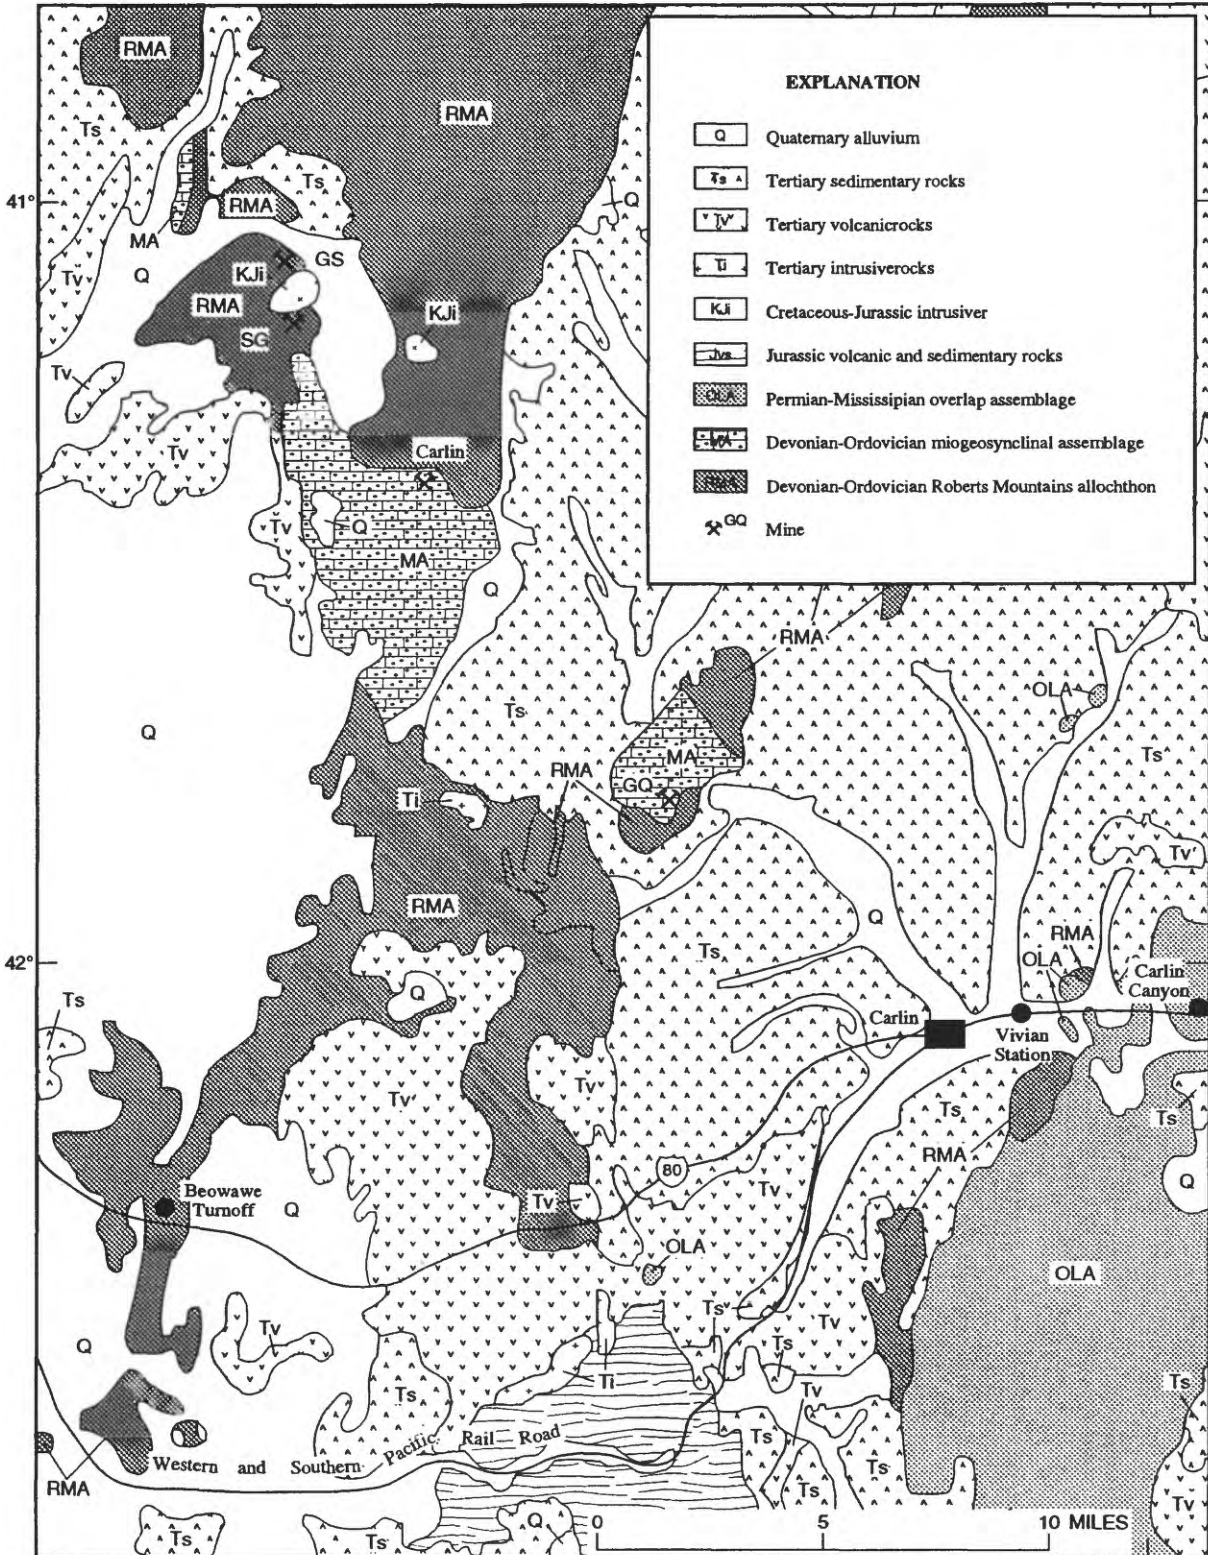 EXPLANATION
Q Quaternary alluvium
Ts Tertiary sedimentary rocks
Tv Tertiary volcanicrocks
Ti Tertiary intrusiverocks
KJi Cretaceous-Jurassic intrusiver
Jvs Jurassic volcanic and sedimentary rocks
OLA Permian-Mississipian overlap assemblage
MA Devonian-Ordovician miogeosynclinal assemblage
RMA Devonian-Ordovician Roberts Mountains allochthon
GQ Mine
RMA
RMA
Ts
41°
Ts
RMA
Q
MA
GS
Tv
Q
KJi
RMA
KJi
SG
Tv
Tv
Carlin
Tv
Q
MA
Q
RMA
Ts
OLA
Q
MA
Ts
RMA
GQ
Ti
Tv
RMA
Q
RMA
42°
Ts
OLA
Ts
Q
Carlin
Canyon
Carlin
Vivian
Station
Tv
Tv
Ts
Ts
RMA
80
Beowawe
Turnoff
Q
Tv
Tv
Q
OLA
OLA
Ts
Tv
Tv
Q
Ts
Ti
Ts
Tv
Ts
Western and Southern Pacific Rail Road
Ts
Ts
RMA
Tv
Ts
Ts
Ts
Q
0 5 10 MILES